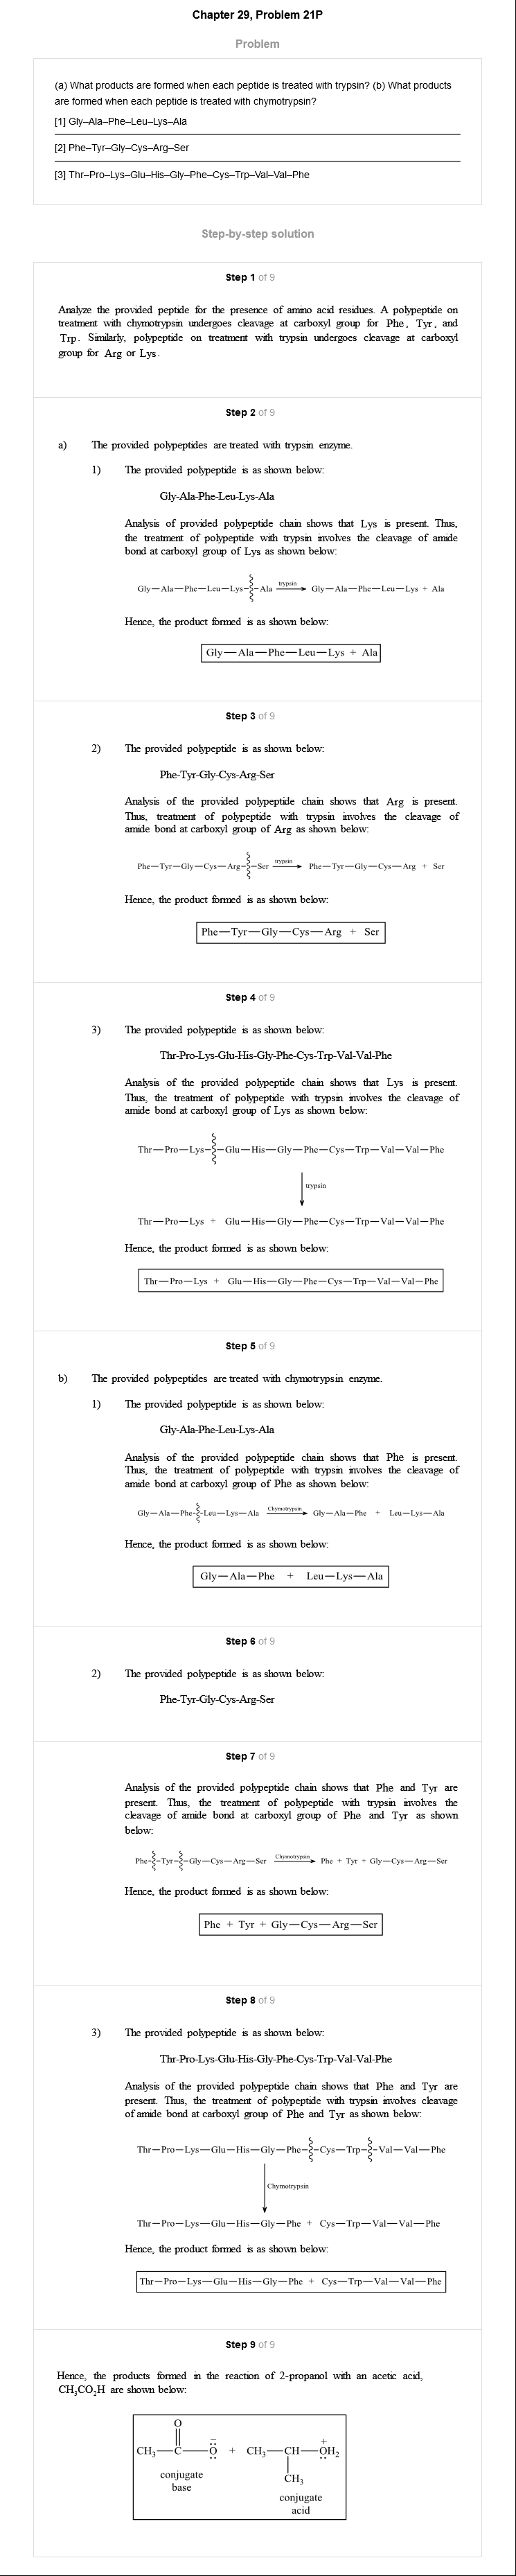 Chapter 29, Problem 21P
Problem
(a) What products are formed when each peptide is treated with trypsin? (b) What products
are formed when each peptide is treated with chymotrypsin?
[1] Gly–Ala–Phe–Leu–Lys–Ala
[2] Phe–Tyr–Gly–Cys–Arg–Ser
[3] Thr–Pro–Lys–Glu–His–Gly–Phe–Cys–Trp–Val–Val–Phe
Step-by-step solution
Step 1 of 9
Analyze the provided peptide for the presence of amino acid residues. A polypeptide on
treatment with chymotrypsin undergoes cleavage at carboxyl group for Phe, Tyr, and
Trp. Similarly, polypeptide on treatment with trypsin undergoes cleavage at carboxyl
group for Arg or Lys.
Step 2 of 9
a) The provided polypeptides are treated with trypsin enzyme.
1) The provided polypeptide is as shown below:
Gly-Ala-Phe-Leu-Lys-Ala
Analysis of provided polypeptide chain shows that Lys is present. Thus,
the treatment of polypeptide with trypsin involves the cleavage of amide
bond at carboxyl group of Lys as shown below:
Gly—Ala—Phe—Leu—Lys—Ala trypsin Gly—Ala—Phe—Leu—Lys + Ala
Hence, the product formed is as shown below:
Gly—Ala—Phe—Leu—Lys + Ala
Step 3 of 9
2) The provided polypeptide is as shown below:
Phe-Tyr-Gly-Cys-Arg-Ser
Analysis of the provided polypeptide chain shows that Arg is present.
Thus, treatment of polypeptide with trypsin involves the cleavage of
amide bond at carboxyl group of Arg as shown below:
Phe—Tyr—Gly—Cys—Arg—Ser trypsin Phe—Tyr—Gly—Cys—Arg + Ser
Hence, the product formed is as shown below:
Phe—Tyr—Gly—Cys—Arg + Ser
Step 4 of 9
3) The provided polypeptide is as shown below:
Thr-Pro-Lys-Glu-His-Gly-Phe-Cys-Trp-Val-Val-Phe
Analysis of the provided polypeptide chain shows that Lys is present.
Thus, the treatment of polypeptide with trypsin involves the cleavage of
amide bond at carboxyl group of Lys as shown below:
Thr—Pro—Lys—Glu—His—Gly—Phe—Cys—Trp—Val—Val—Phe
trypsin
Thr—Pro—Lys + Glu—His—Gly—Phe—Cys—Trp—Val—Val—Phe
Hence, the product formed is as shown below:
Thr—Pro—Lys + Glu—His—Gly—Phe—Cys—Trp—Val—Val—Phe
Step 5 of 9
b) The provided polypeptides are treated with chymotrypsin enzyme.
1) The provided polypeptide is as shown below:
Gly-Ala-Phe-Leu-Lys-Ala
Analysis of the provided polypeptide chain shows that Phe is present.
Thus, the treatment of polypeptide with trypsin involves the cleavage of
amide bond at carboxyl group of Phe as shown below:
Gly—Ala—Phe—Leu—Lys—Ala Chymotrypsin Gly—Ala—Phe + Leu—Lys—Ala
Hence, the product formed is as shown below:
Gly—Ala—Phe + Leu—Lys—Ala
Step 6 of 9
2) The provided polypeptide is as shown below:
Phe-Tyr-Gly-Cys-Arg-Ser
Step 7 of 9
Analysis of the provided polypeptide chain shows that Phe and Tyr are
present. Thus, the treatment of polypeptide with trypsin involves the
cleavage of amide bond at carboxyl group of Phe and Tyr as shown
below:
Phe—Tyr—Gly—Cys—Arg—Ser Chymotrypsin Phe + Tyr + Gly—Cys—Arg—Ser
Hence, the product formed is as shown below:
Phe + Tyr + Gly—Cys—Arg—Ser
Step 8 of 9
3) The provided polypeptide is as shown below:
Thr-Pro-Lys-Glu-His-Gly-Phe-Cys-Trp-Val-Val-Phe
Analysis of the provided polypeptide chain shows that Phe and Tyr are
present. Thus, the treatment of polypeptide with trypsin involves cleavage
of amide bond at carboxyl group of Phe and Tyr as shown below:
Thr—Pro—Lys—Glu—His—Gly—Phe—Cys—Trp—Val—Val—Phe
Chymotrypsin
Thr—Pro—Lys—Glu—His—Gly—Phe + Cys—Trp—Val—Val—Phe
Hence, the product formed is as shown below:
Thr—Pro—Lys—Glu—His—Gly—Phe + Cys—Trp—Val—Val—Phe
Step 9 of 9
Hence, the products formed in the reaction of 2-propanol with an acetic acid,
CH₃CO₂H are shown below:
O
CH₃—C—O⁻ + CH₃—CH—OH₂⁺
CH₃
conjugate
base
conjugate
acid